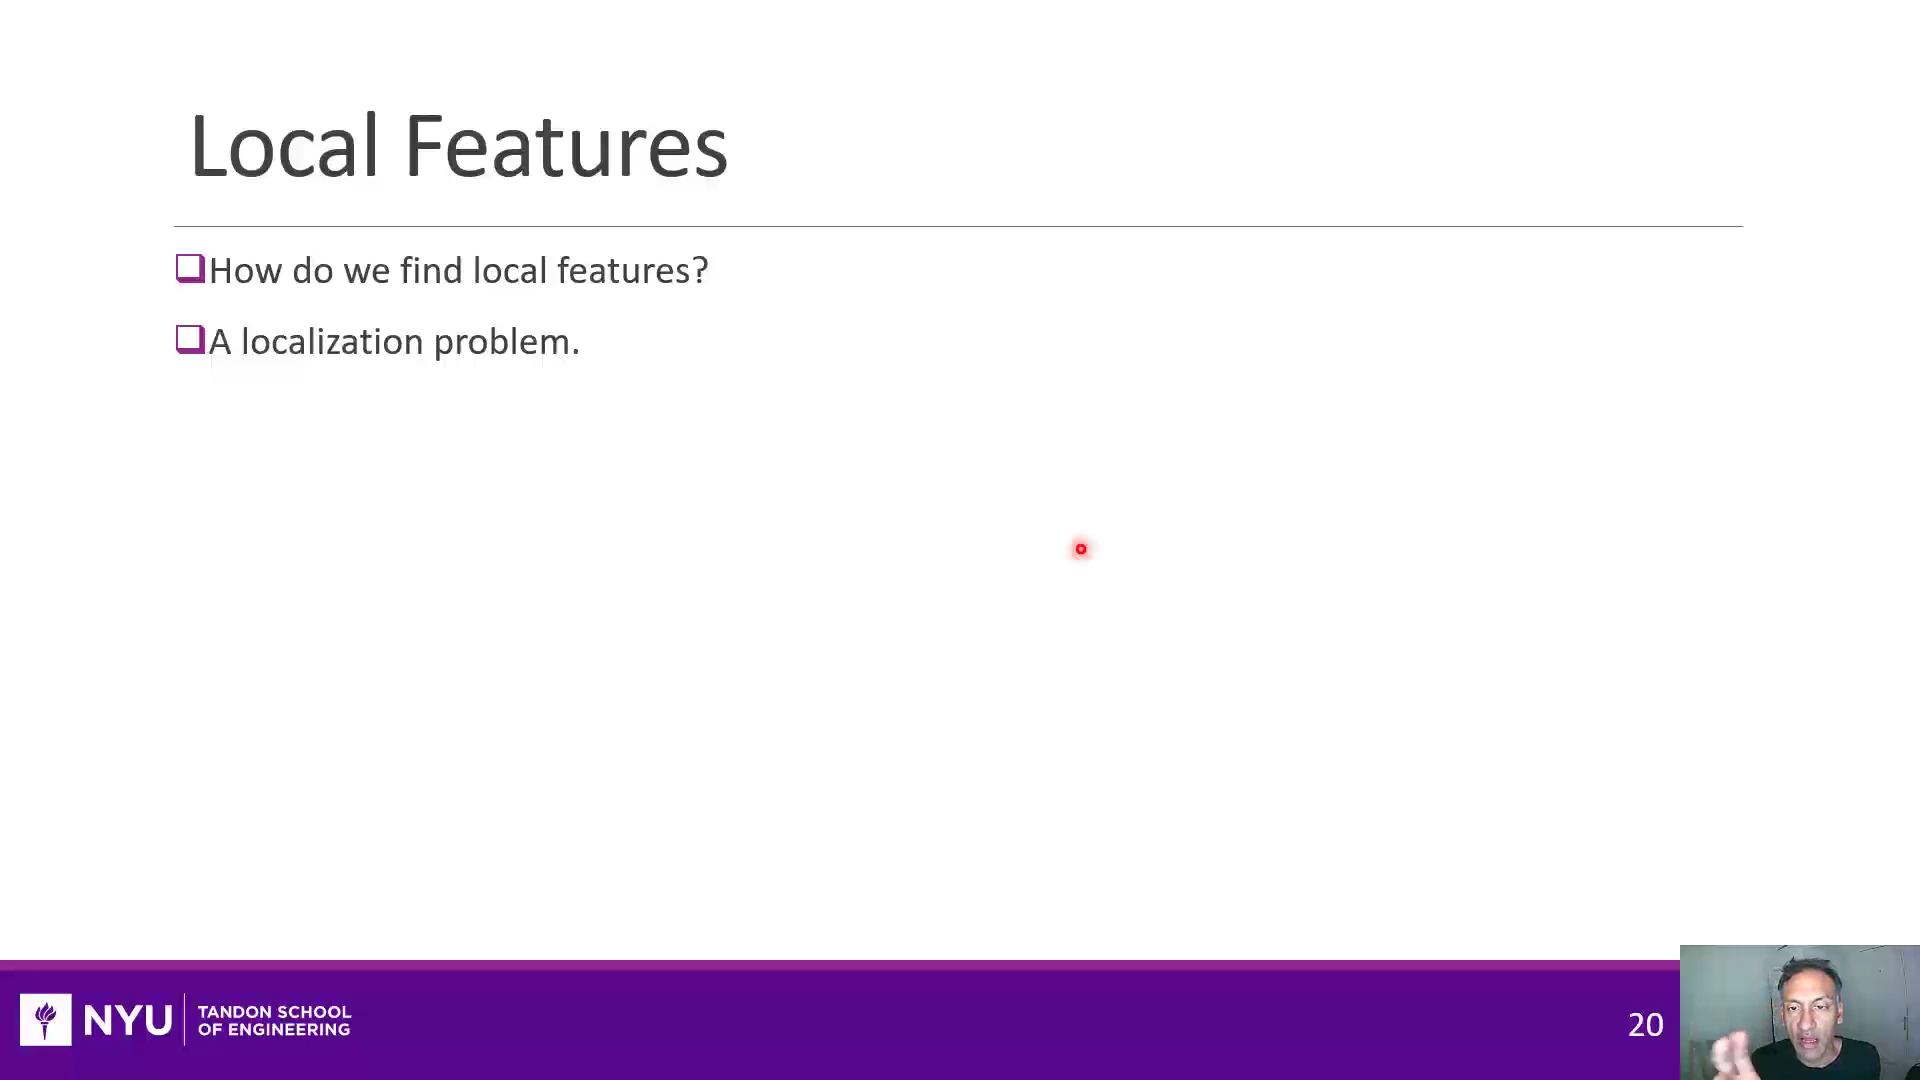 Local Features
How do we find local features?
A localization problem.
NYU
TANDON SCHOOL
OF ENGINEERING
20